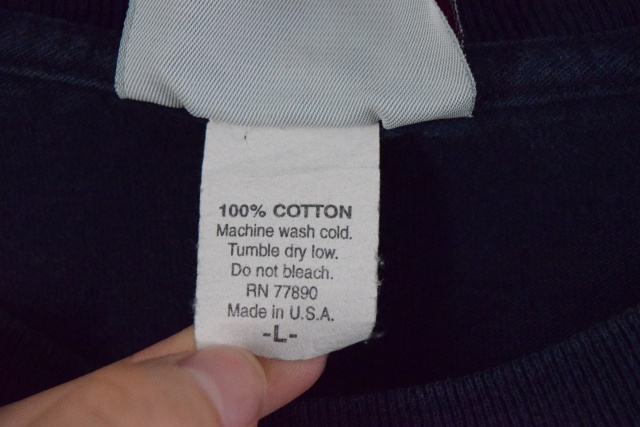 100% COTTON
Machine wash cold.
Tumble dry low.
Do not bleach.
RN 77890
Made in U.S.A.
-L-